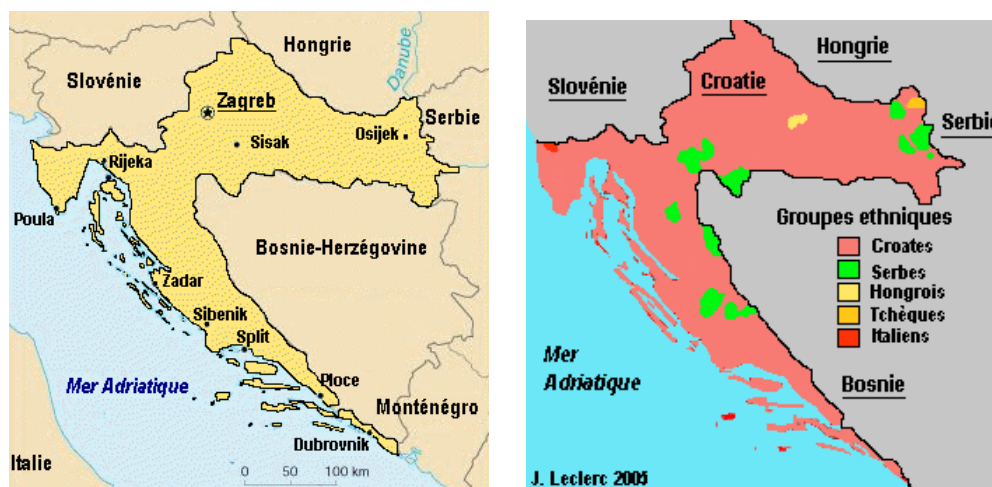 Hongrie
Slovénie
Danube
Zagreb
Serbie
Osijek
Sisak
Rijeka
Poula
Bosnie-Herzégovine
Zadar
Sibenik
Split
Mer Adriatique
Ploce
Monténégro
Dubrovnik
Italie
0 50 100 km
Hongrie
Slovénie
Croatie
Serbie
Groupes ethniques
Croates
Serbes
Hongrois
Tchèques
Italiens
Mer
Adriatique
Bosnie
J. Leclerc 2005